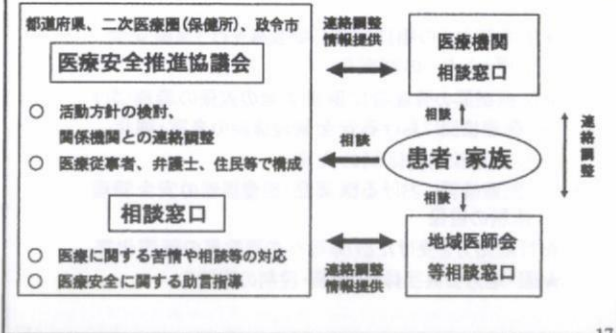 都道府県、二次医療圏(保健所)、政令市
医療安全推進協議会
○ 活動方針の検討、
関係機関との連絡調整
○ 医療従事者、弁護士、住民等で構成
相談窓口
○ 医療に関する苦情や相談等の対応
○ 医療安全に関する助言指導
連絡調整
情報提供
医療機関
相談窓口
相談
相談
患者・家族
相談
連絡調整
連絡調整
情報提供
地域医師会
等相談窓口